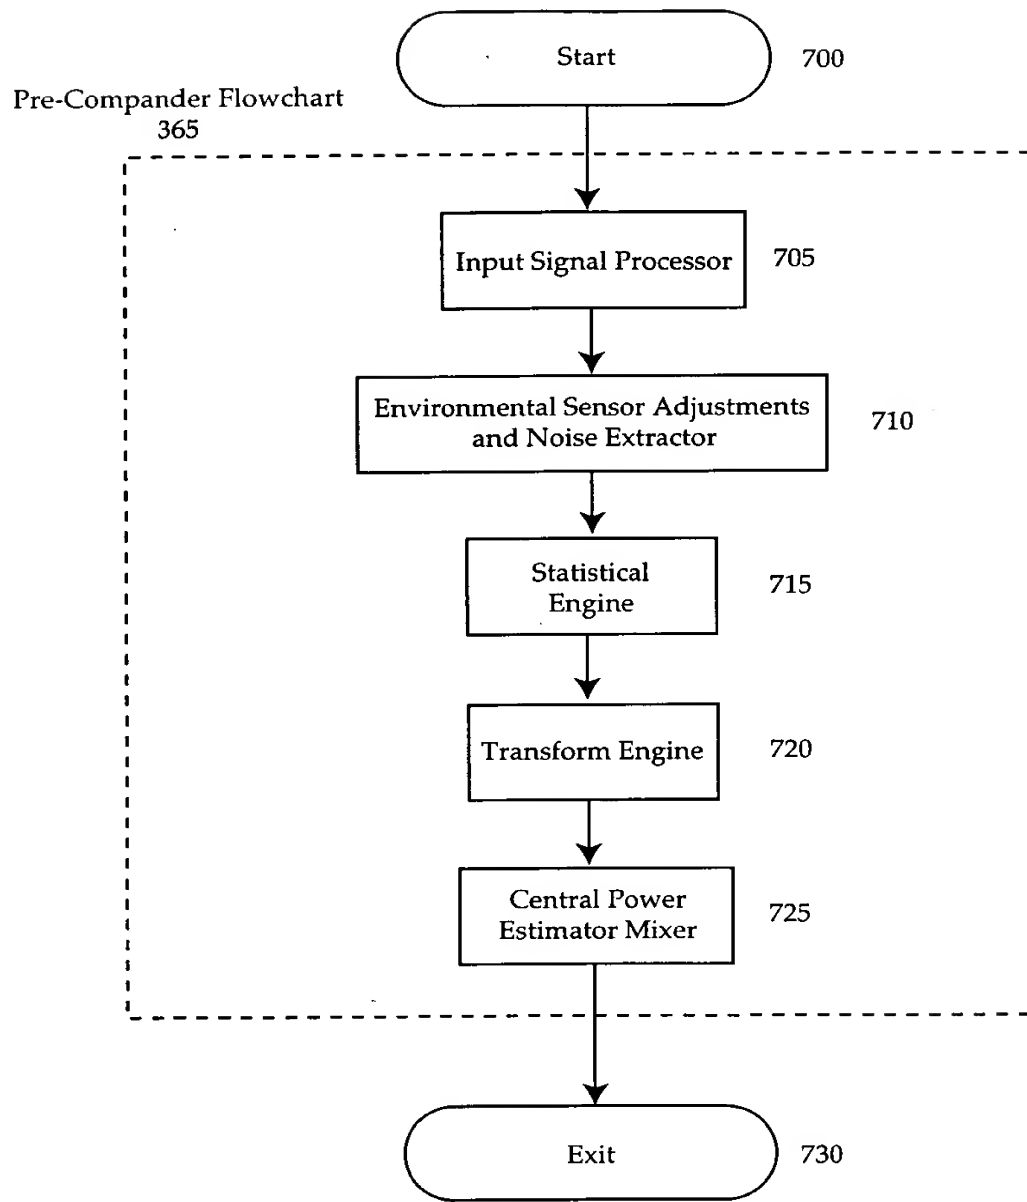 Start
700
Pre-Compander Flowchart
365
Input Signal Processor
705
Environmental Sensor Adjustments
and Noise Extractor
710
Statistical
Engine
715
Transform Engine
720
Central Power
Estimator Mixer
725
Exit
730